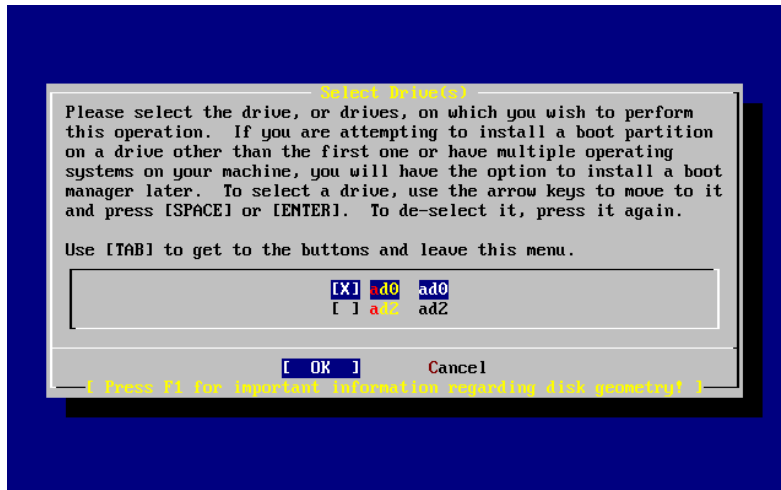 Select Drive(s)
Please select the drive, or drives, on which you wish to perform
this operation.  If you are attempting to install a boot partition
on a drive other than the first one or have multiple operating
systems on your machine, you will have the option to install a boot
manager later.  To select a drive, use the arrow keys to move to it
and press [SPACE] or [ENTER].  To de-select it, press it again.
Use [TAB] to get to the buttons and leave this menu.
[X] ad0 ad0
[ ] ad2 ad2
[ OK ] Cancel
[ Press F1 for important information regarding disk geometry! ]